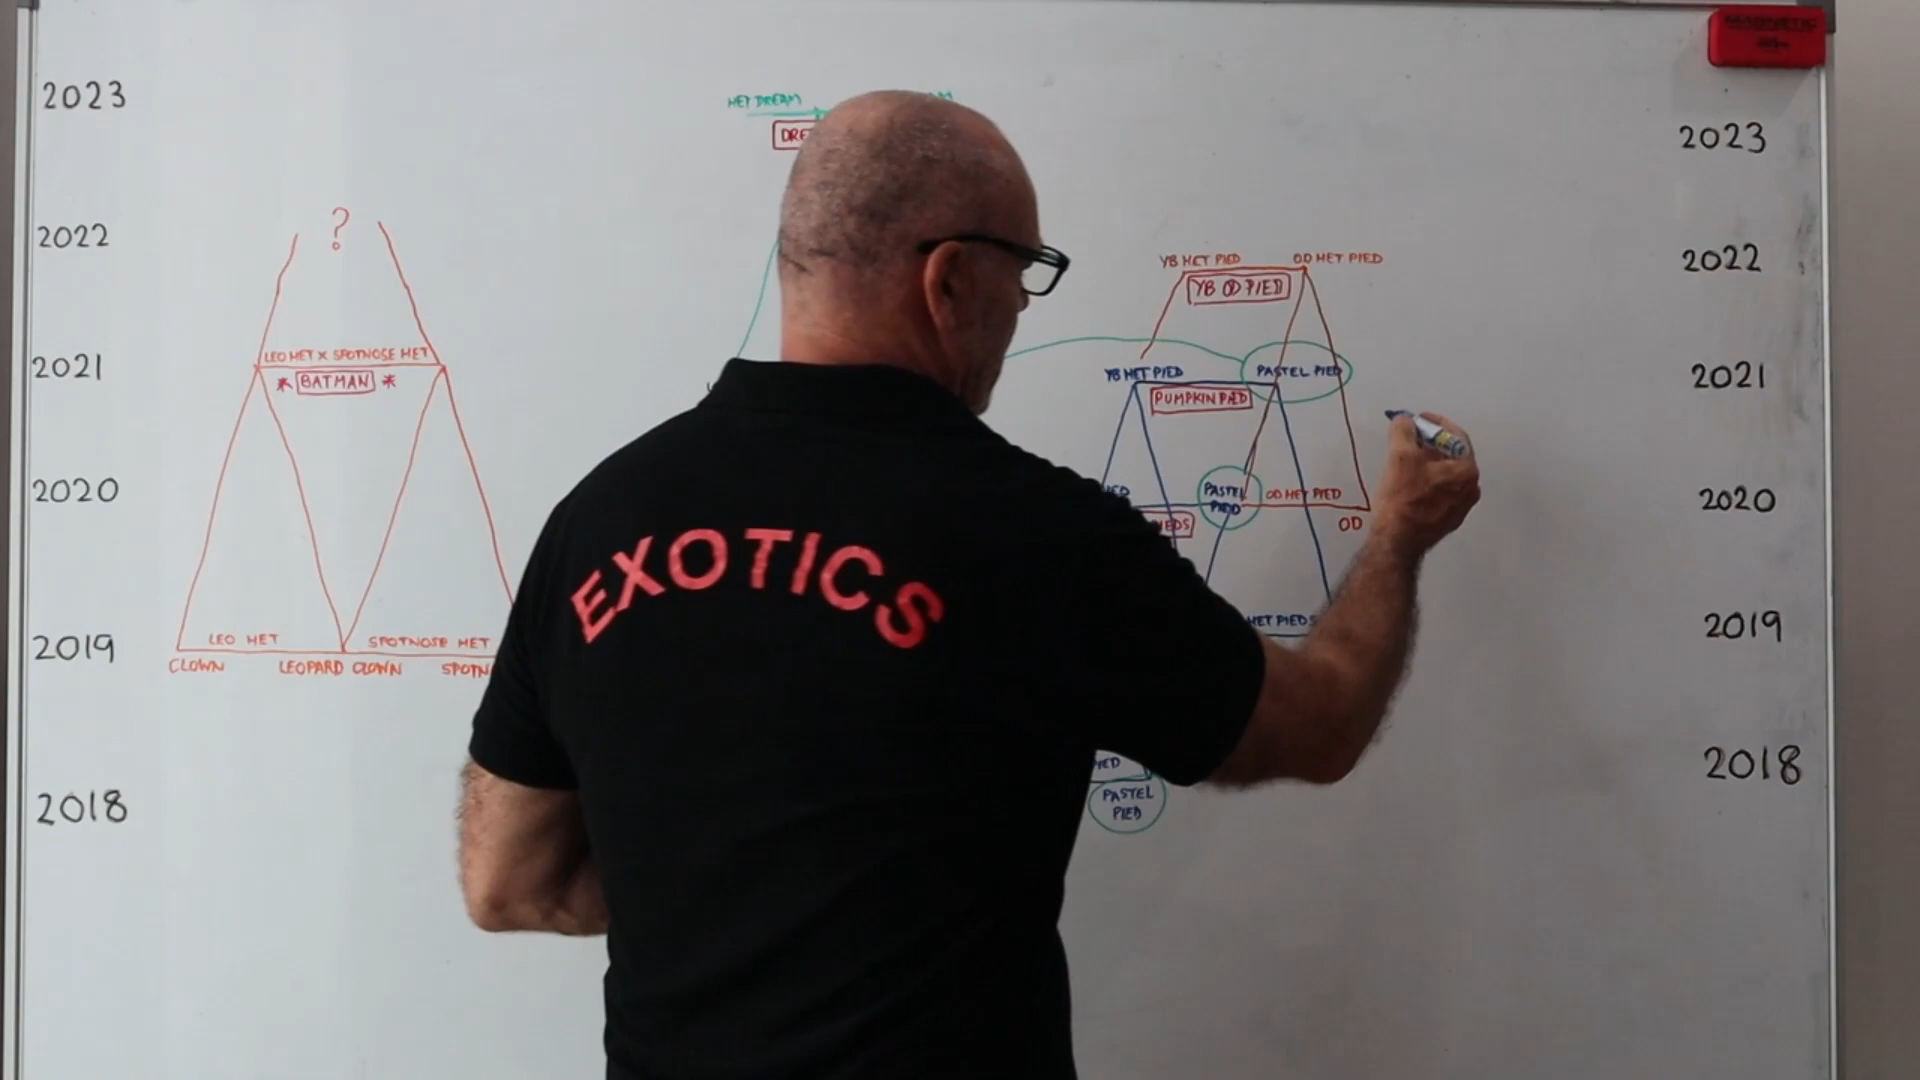 MAGNETIC
2023
HET DREAM
2023
2022
?
YB HET PIED
OD HET PIED
2022
YB OD PIED
2021
LEO HET X SPOTNOSE HET
* BATMAN *
YB HET PIED
PASTEL PIED
2021
PUMPKIN PIED
2020
PASTEL
PIED
OD HET PIED
2020
OD
EXOTICS
2019
LEO HET
SPOTNOSE HET
HET PIEDS
2019
CLOWN
LEOPARD CLOWN
SPOTN
2018
2018
PASTEL
PIED